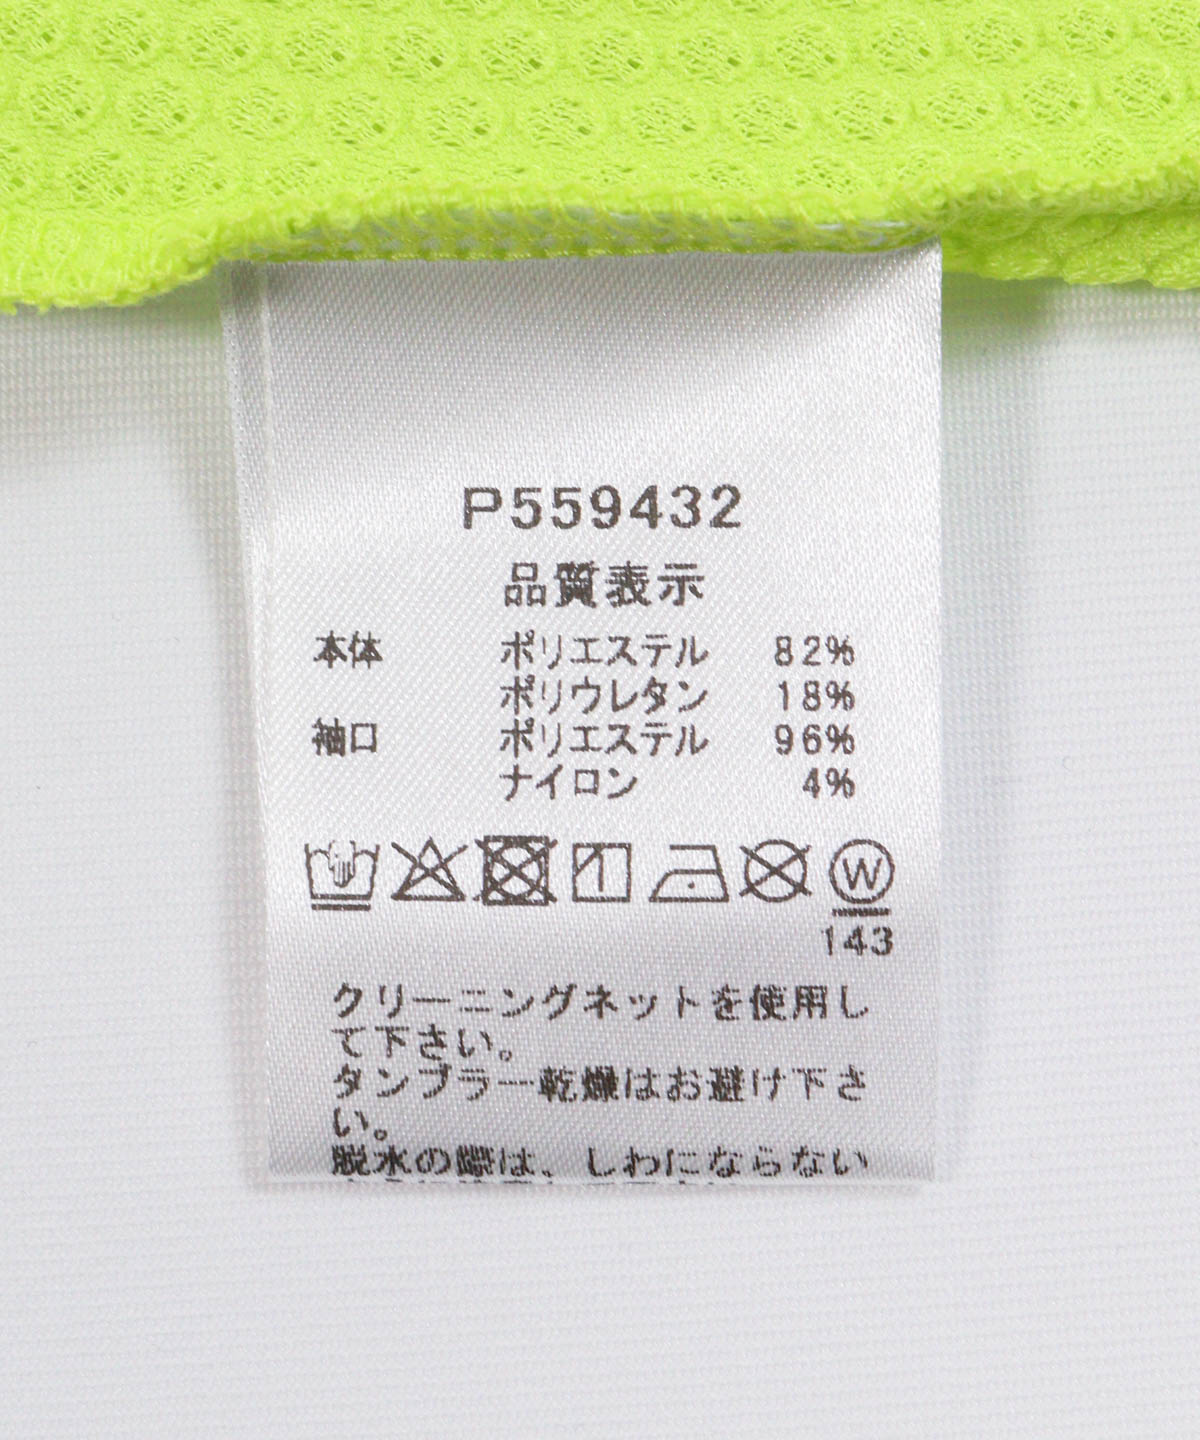 P559432
品質表示
本体 ポリエステル 82%
ポリウレタン 18%
袖口 ポリエステル 96%
ナイロン 4%
W
143
クリーニングネットを使用し
て下さい。
タンブラー乾燥はお避け下さ
い。
脱水の際は、しわにならない